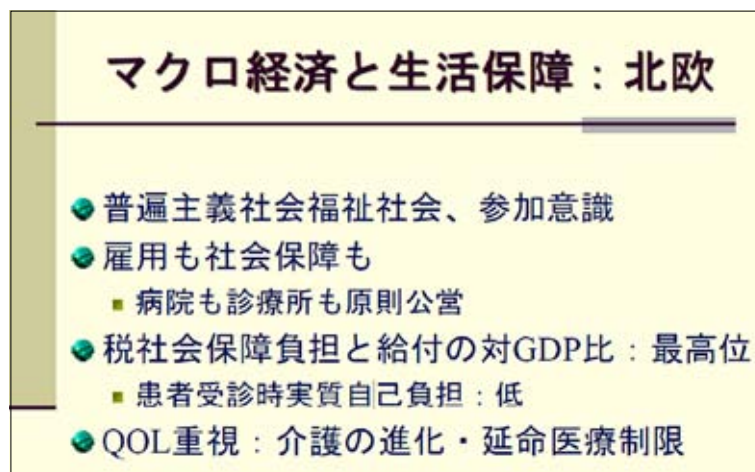 マクロ経済と生活保障：北欧
普遍主義社会福祉社会、参加意識
雇用も社会保障も
病院も診療所も原則公営
税社会保障負担と給付の対GDP比：最高位
患者受診時実質自己負担：低
QOL重視：介護の進化・延命医療制限